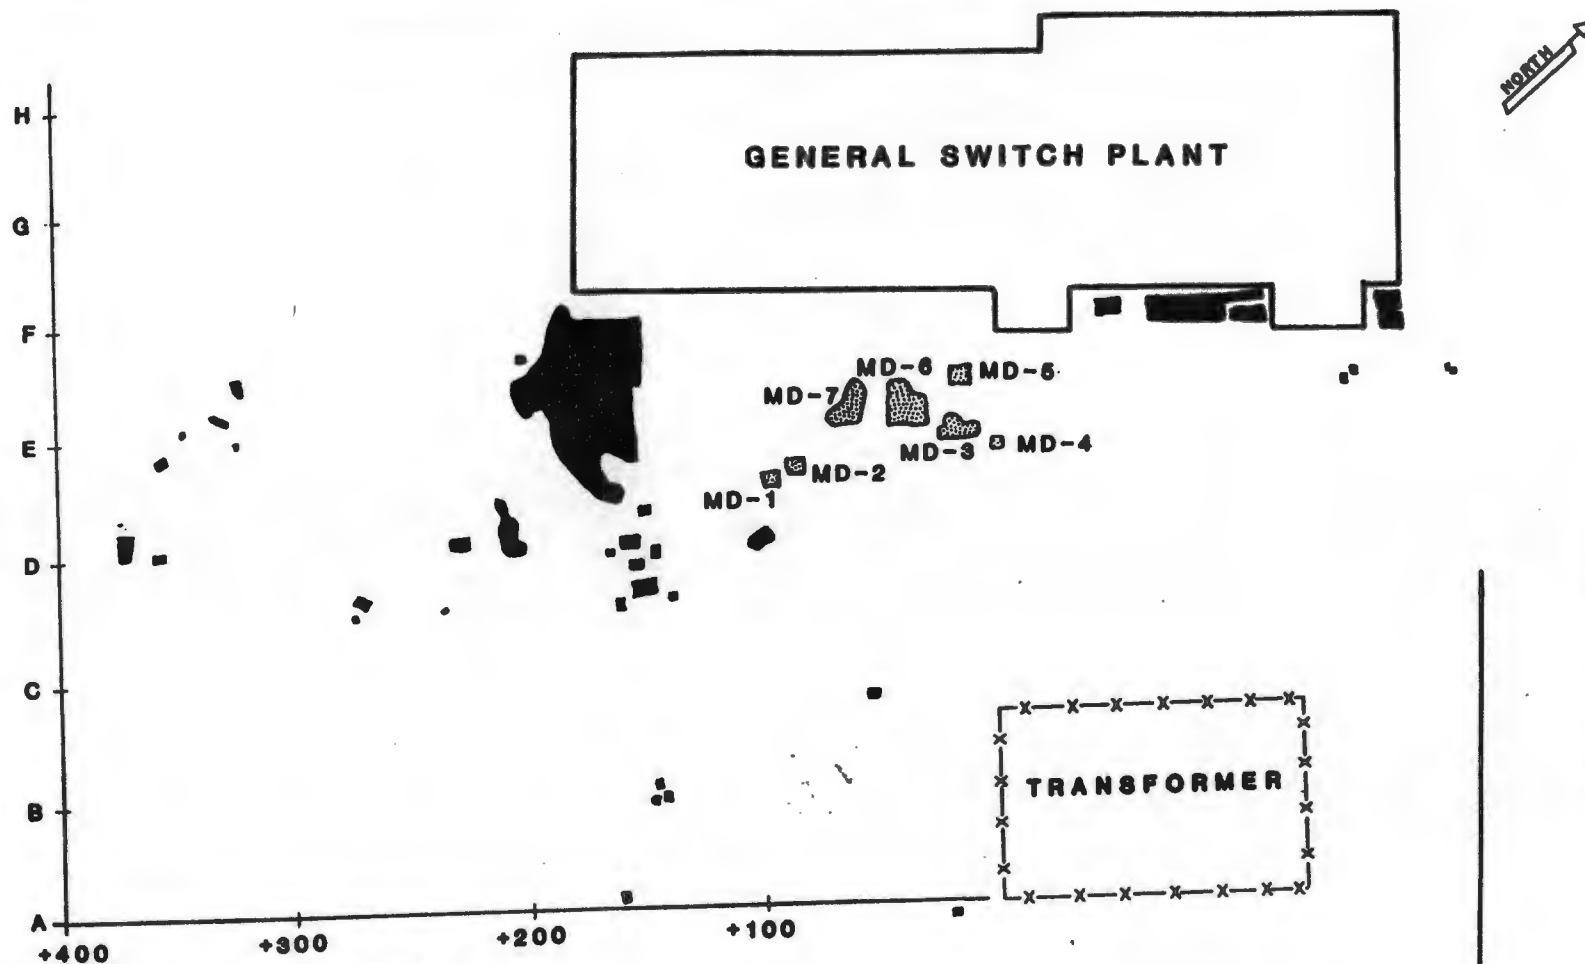 NORTH
H
GENERAL SWITCH PLANT
G
F
MD-6
MD-5
MD-7
E
MD-3
MD-4
MD-2
MD-1
D
C
TRANSFORMER
B
A
+400
+300
+200
+100